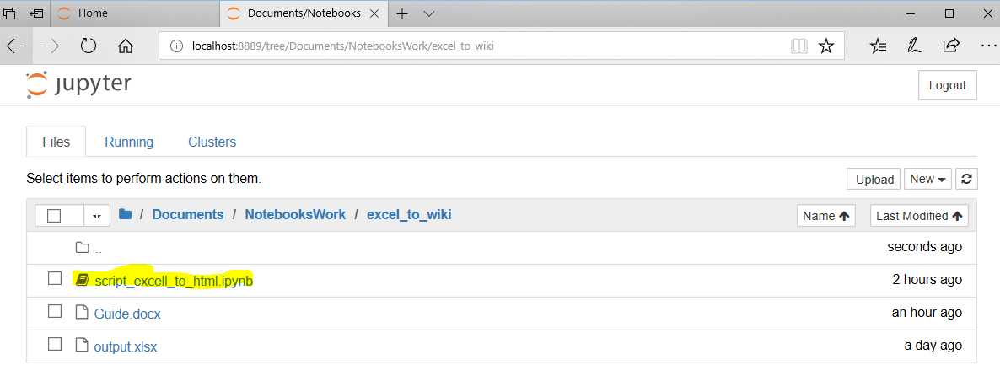 Home
Documents/Notebooks
localhost:8889/tree/Documents/NotebooksWork/excel_to_wiki
jupyter
Logout
Files Running Clusters
Select items to perform actions on them.
Upload New
/ Documents / NotebooksWork / excel_to_wiki
Name Last Modified
.. seconds ago
script_excell_to_html.ipynb 2 hours ago
Guide.docx an hour ago
output.xlsx a day ago